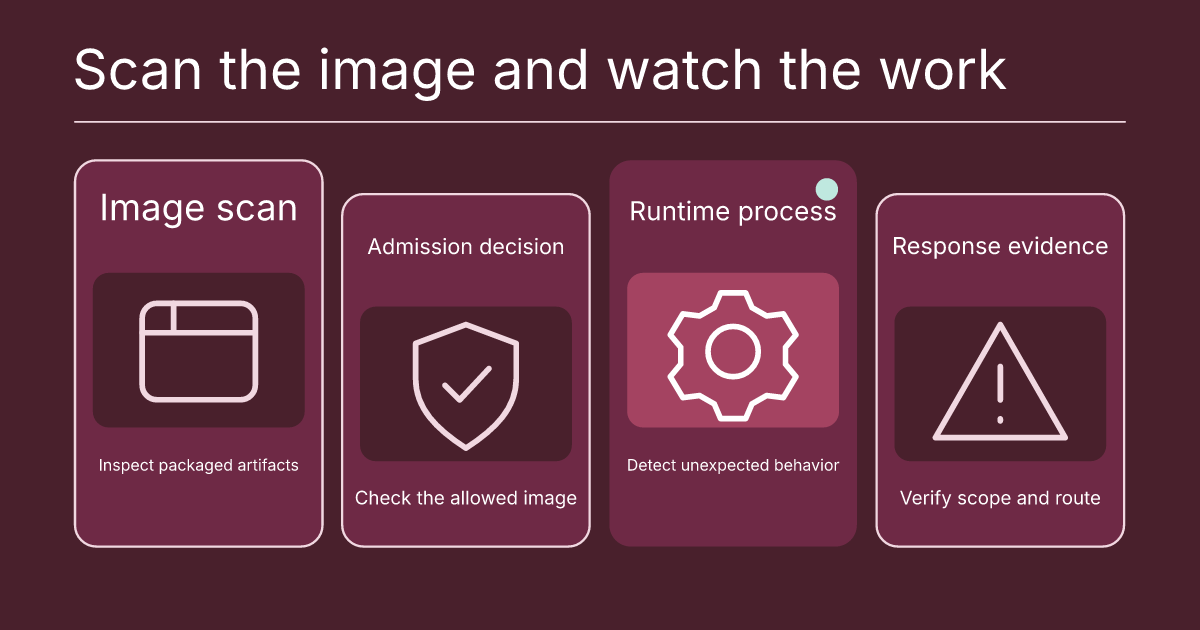 Scan the image and watch the work
Image scan
Inspect packaged artifacts
Admission decision
Check the allowed image
Runtime process
Detect unexpected behavior
Response evidence
Verify scope and route